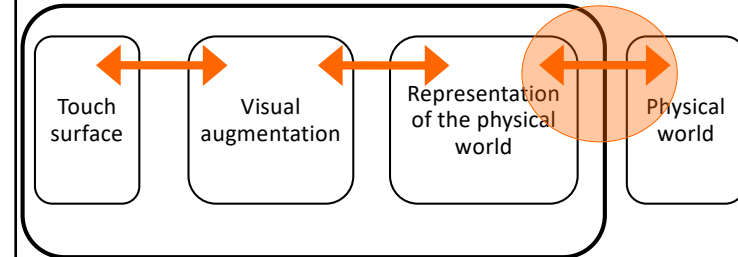 Touch
surface
Visual
augmentation
Representation
of the physical
world
Physical
world